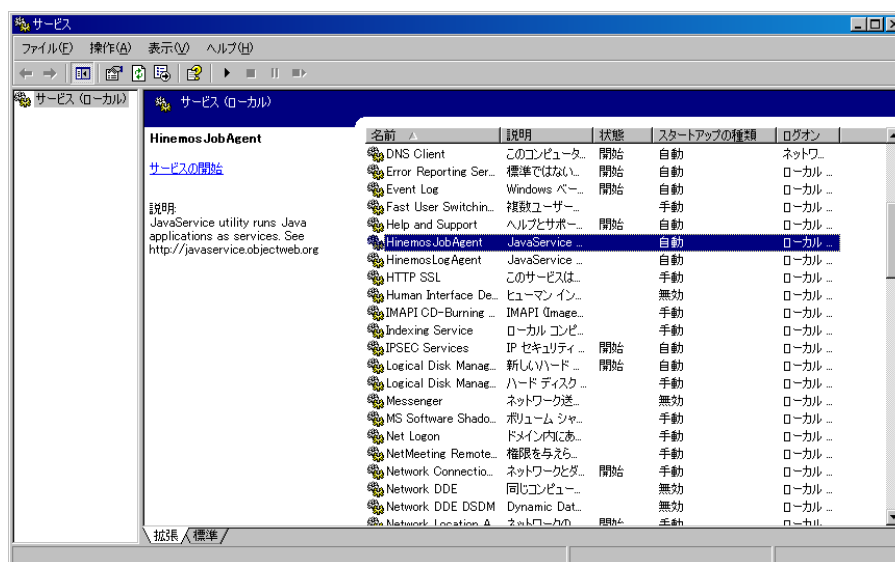 サービス
ファイル(F) 操作(A) 表示(V) ヘルプ(H)
サービス (ローカル)
サービス (ローカル)
Hinemos JobAgent
サービスの開始
説明:
JavaService utility runs Java
applications as services. See
http://javaservice.objectweb.org
名前 説明 状態 スタートアップの種類 ログオン
DNS Client このコンピュータ... 開始 自動 ネットワ...
Error Reporting Ser... 標準ではない... 開始 自動 ローカル ...
Event Log Windows ベー... 開始 自動 ローカル ...
Fast User Switchin... 複数ユーザー... 手動 ローカル ...
Help and Support ヘルプとサポー... 開始 自動 ローカル ...
HinemosJobAgent JavaService ... 自動 ローカル ...
HinemosLogAgent JavaService ... 自動 ローカル ...
HTTP SSL このサービスは... 手動 ローカル ...
Human Interface De... ヒューマン イン... 無効 ローカル ...
IMAPI CD-Burning ... IMAPI (Image... 手動 ローカル ...
Indexing Service ローカル コンピ... 手動 ローカル ...
IPSEC Services IP セキュリティ ... 開始 自動 ローカル ...
Logical Disk Manag... 新しいハード ... 開始 自動 ローカル ...
Logical Disk Manag... ハード ディスク ... 手動 ローカル ...
Messenger ネットワーク送... 無効 ローカル ...
MS Software Shado... ボリューム シャ... 手動 ローカル ...
Net Logon ドメイン内にあ... 手動 ローカル ...
NetMeeting Remote... 権限を与えら... 手動 ローカル ...
Network Connectio... ネットワークとダ... 開始 手動 ローカル ...
Network DDE 同じコンピュー... 無効 ローカル ...
Network DDE DSDM Dynamic Dat... 無効 ローカル ...
Network Location A... ネットワークの... 開始 手動 ローカル ...
拡張 標準